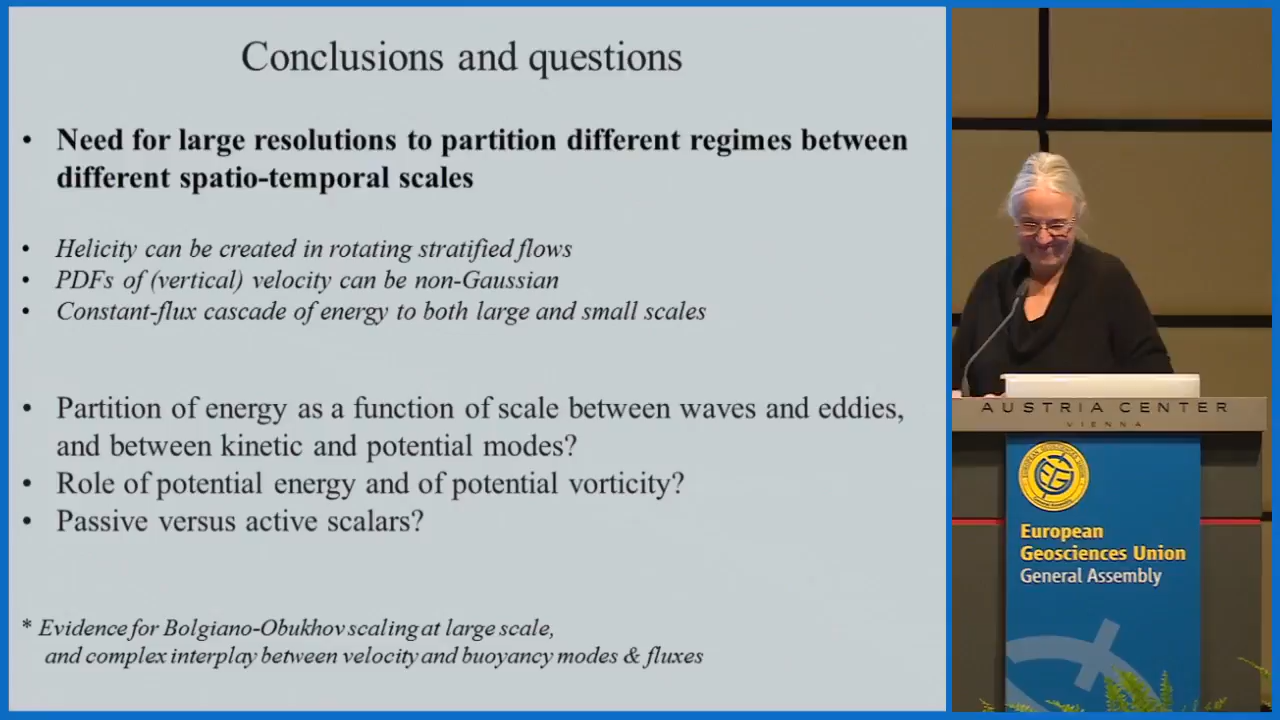 Conclusions and questions
• Need for large resolutions to partition different regimes between
different spatio-temporal scales
• Helicity can be created in rotating stratified flows
• PDFs of (vertical) velocity can be non-Gaussian
• Constant-flux cascade of energy to both large and small scales
• Partition of energy as a function of scale between waves and eddies,
and between kinetic and potential modes?
• Role of potential energy and of potential vorticity?
• Passive versus active scalars?
* Evidence for Bolgiano-Obukhov scaling at large scale,
and complex interplay between velocity and buoyancy modes & fluxes
AUSTRIA CENTER
VIENNA
European
Geosciences Union
General Assembly